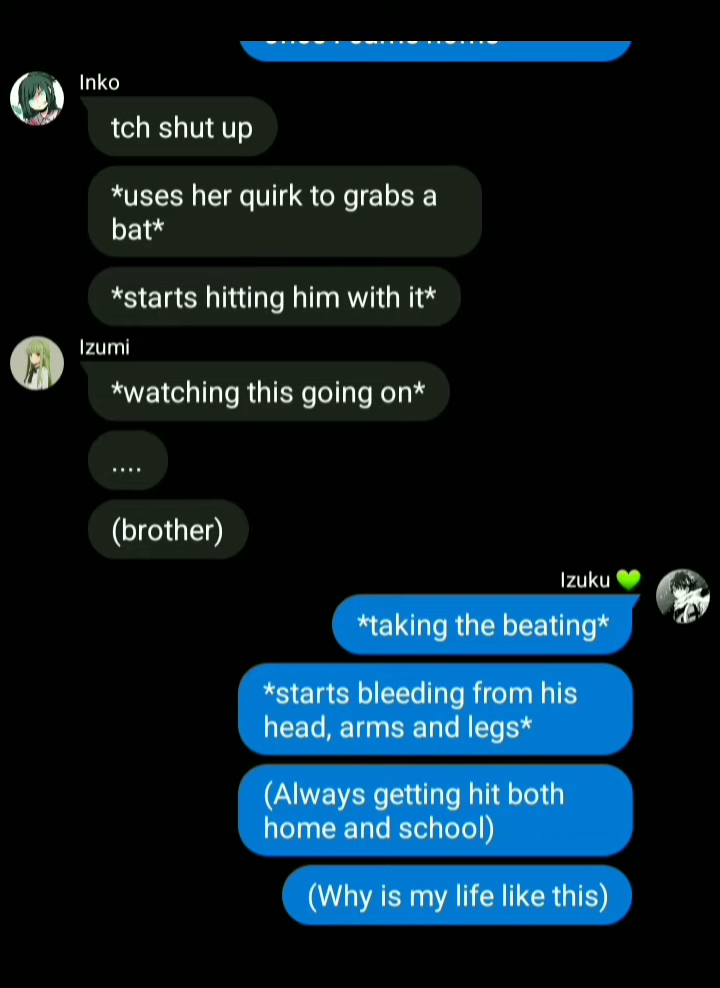 Inko
tch shut up
*uses her quirk to grabs a
bat*
*starts hitting him with it*
Izumi
*watching this going on*
....
(brother)
Izuku 💚
*taking the beating*
*starts bleeding from his
head, arms and legs*
(Always getting hit both
home and school)
(Why is my life like this)